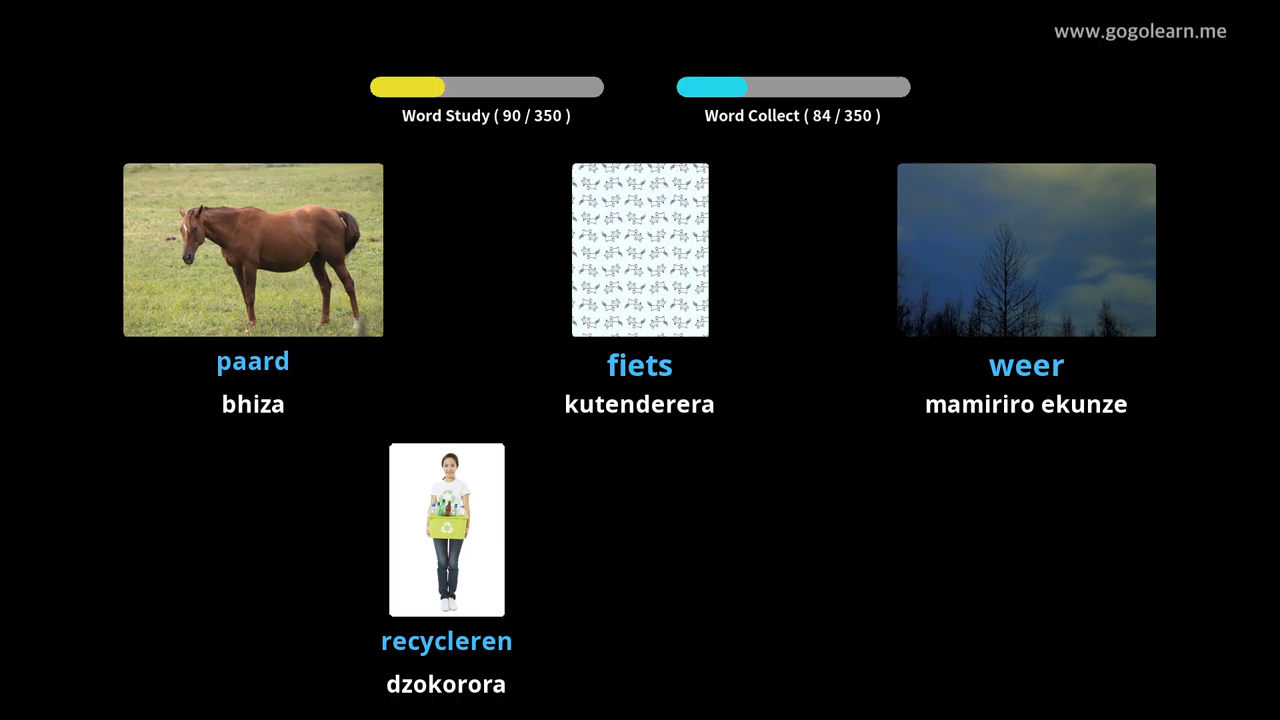 www.gogolearn.me
Word Study ( 90 / 350 )
Word Collect ( 84 / 350 )
paard
fiets
weer
bhiza
kutenderera
mamiriro ekunze
recycleren
dzokorora